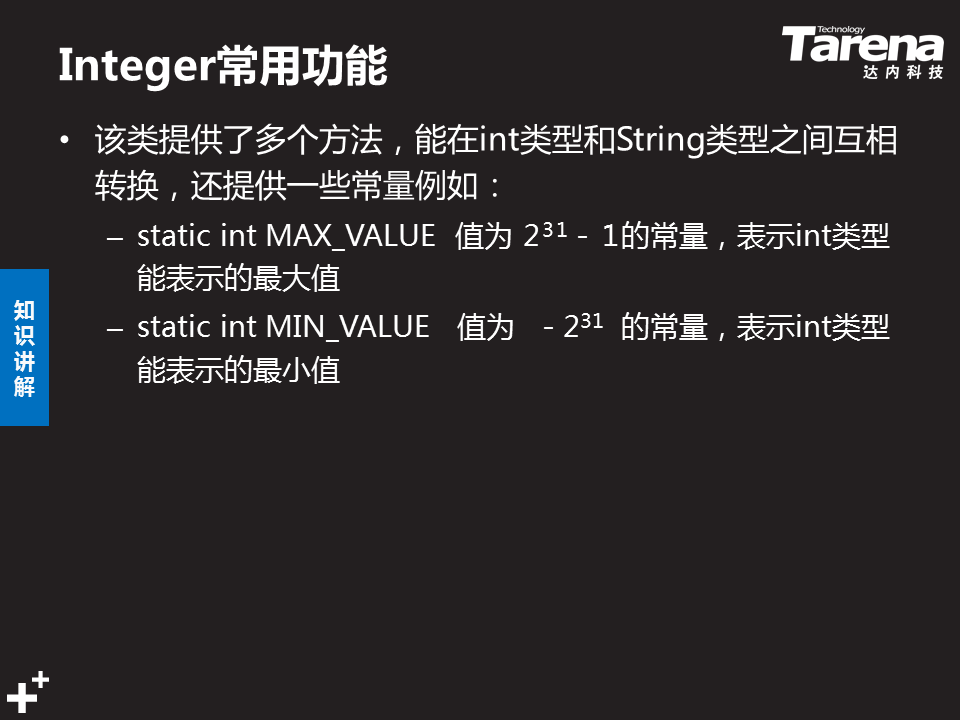 Integer常用功能
Technology
Tarena
达内科技
• 该类提供了多个方法，能在int类型和String类型之间互相
转换，还提供一些常量例如：
– static int MAX_VALUE 值为 2³¹－ 1的常量，表示int类型
能表示的最大值
– static int MIN_VALUE 值为 －2³¹ 的常量，表示int类型
能表示的最小值
知
识
讲
解